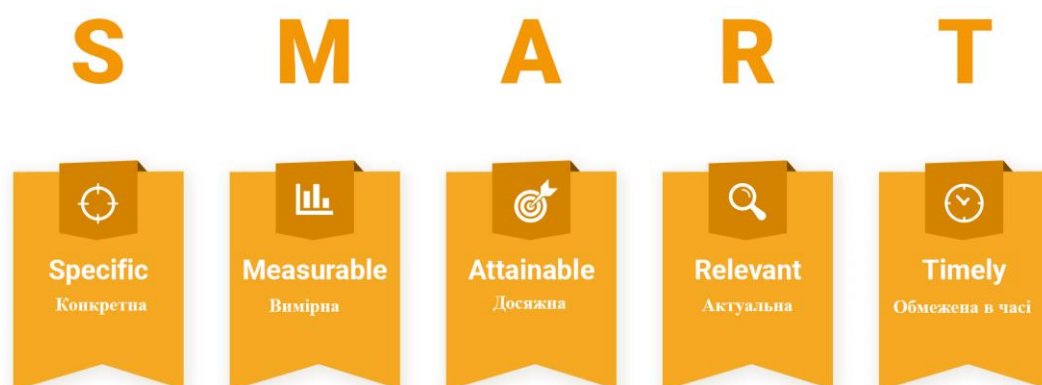 S M A R T
Specific
Конкретна
Measurable
Вимірна
Attainable
Досяжна
Relevant
Актуальна
Timely
Обмежена в часі